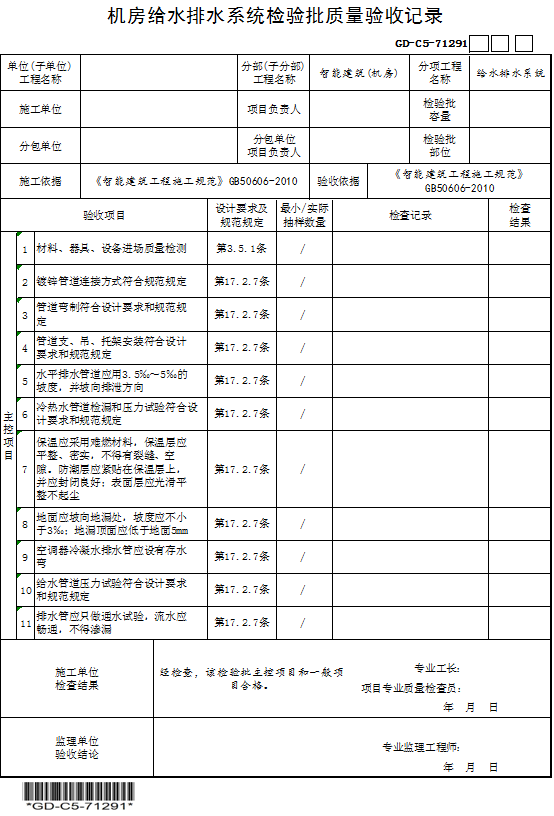 机房给水排水系统检验批质量验收记录
GD-C5-71291
单位(子单位)
工程名称
分部(子分部)
工程名称
智能建筑(机房)
分项工程
名称
给水排水系统
施工单位
项目负责人
检验批
容量
分包单位
分包单位
项目负责人
检验批
部位
施工依据
《智能建筑工程施工规范》GB50606-2010
验收依据
《智能建筑工程施工规范》
GB50606-2010
验收项目
设计要求及
规范规定
最小/实际
抽样数量
检查记录
检查
结果
主控项目
1 材料、器具、设备进场质量检测 第3.5.1条 /
2 镀锌管道连接方式符合规范规定 第17.2.7条 /
3 管道弯制符合设计要求和规范规
定 第17.2.7条 /
4 管道支、吊、托架安装符合设计
要求和规范规定 第17.2.7条 /
5 水平排水管道应用3.5‰～5‰的
坡度，并坡向排泄方向 第17.2.7条 /
6 冷热水管道检漏和压力试验符合设
计要求和规范规定 第17.2.7条 /
7 保温应采用难燃材料，保温层应
平整、密实，不得有裂缝、空
隙。防潮层应紧贴在保温层上，
并应封闭良好；表面层应光滑平
整不起尘 第17.2.7条 /
8 地面应坡向地漏处，坡度应不小
于3‰；地漏顶面应低于地面5mm 第17.2.7条 /
9 空调器冷凝水排水管应设有存水
弯 第17.2.7条 /
10 给水管道压力试验符合设计要求
和规范规定 第17.2.7条 /
11 排水管应只做通水试验，流水应
畅通，不得渗漏 第17.2.7条 /
施工单位
检查结果
经检查，该检验批主控项目和一般项
目合格。
专业工长：
项目专业质量检查员：
年 月 日
监理单位
验收结论
专业监理工程师：
年 月 日
*GD-C5-71291*